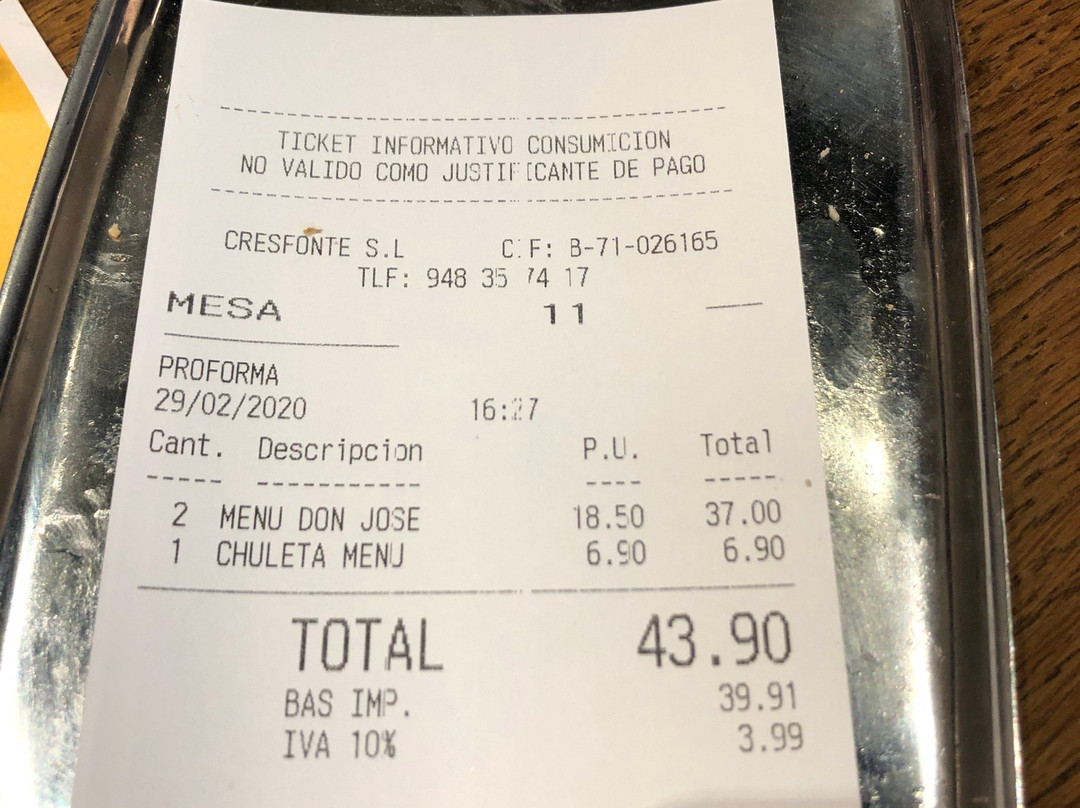 TICKET INFORMATIVO CONSUMICION
NO VALIDO COMO JUSTIFICANTE DE PAGO
CRESFONTE S.L C.F: B-71-026165
TLF: 948 35 74 17
MESA 11
PROFORMA
29/02/2020 16:27
Cant. Descripcion P.U. Total
2 MENU DON JOSE 18.50 37.00
1 CHULETA MENU 6.90 6.90
TOTAL 43.90
BAS IMP. 39.91
IVA 10% 3.99